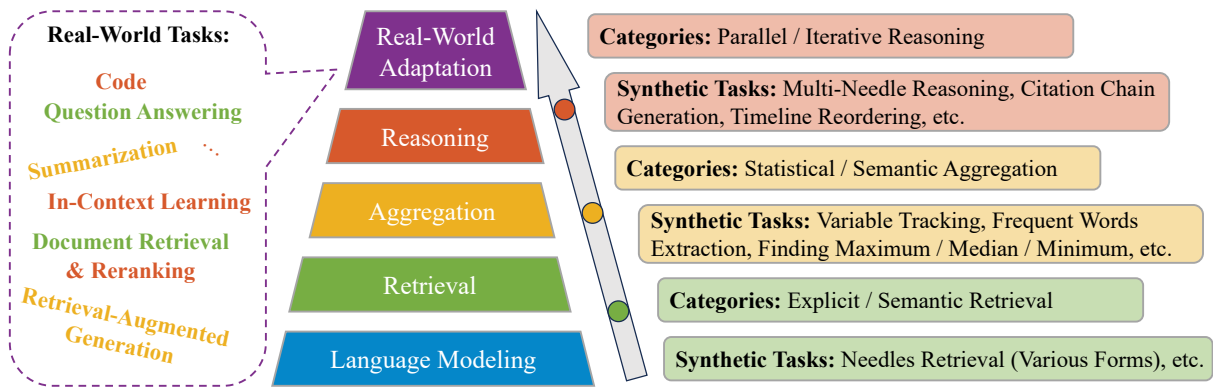 Real-World Tasks:
Code
Question Answering
Summarization
...
In-Context Learning
Document Retrieval
& Reranking
Retrieval-Augmented
Generation
Real-World
Adaptation
Reasoning
Aggregation
Retrieval
Language Modeling
Categories: Parallel / Iterative Reasoning
Synthetic Tasks: Multi-Needle Reasoning, Citation Chain
Generation, Timeline Reordering, etc.
Categories: Statistical / Semantic Aggregation
Synthetic Tasks: Variable Tracking, Frequent Words
Extraction, Finding Maximum / Median / Minimum, etc.
Categories: Explicit / Semantic Retrieval
Synthetic Tasks: Needles Retrieval (Various Forms), etc.